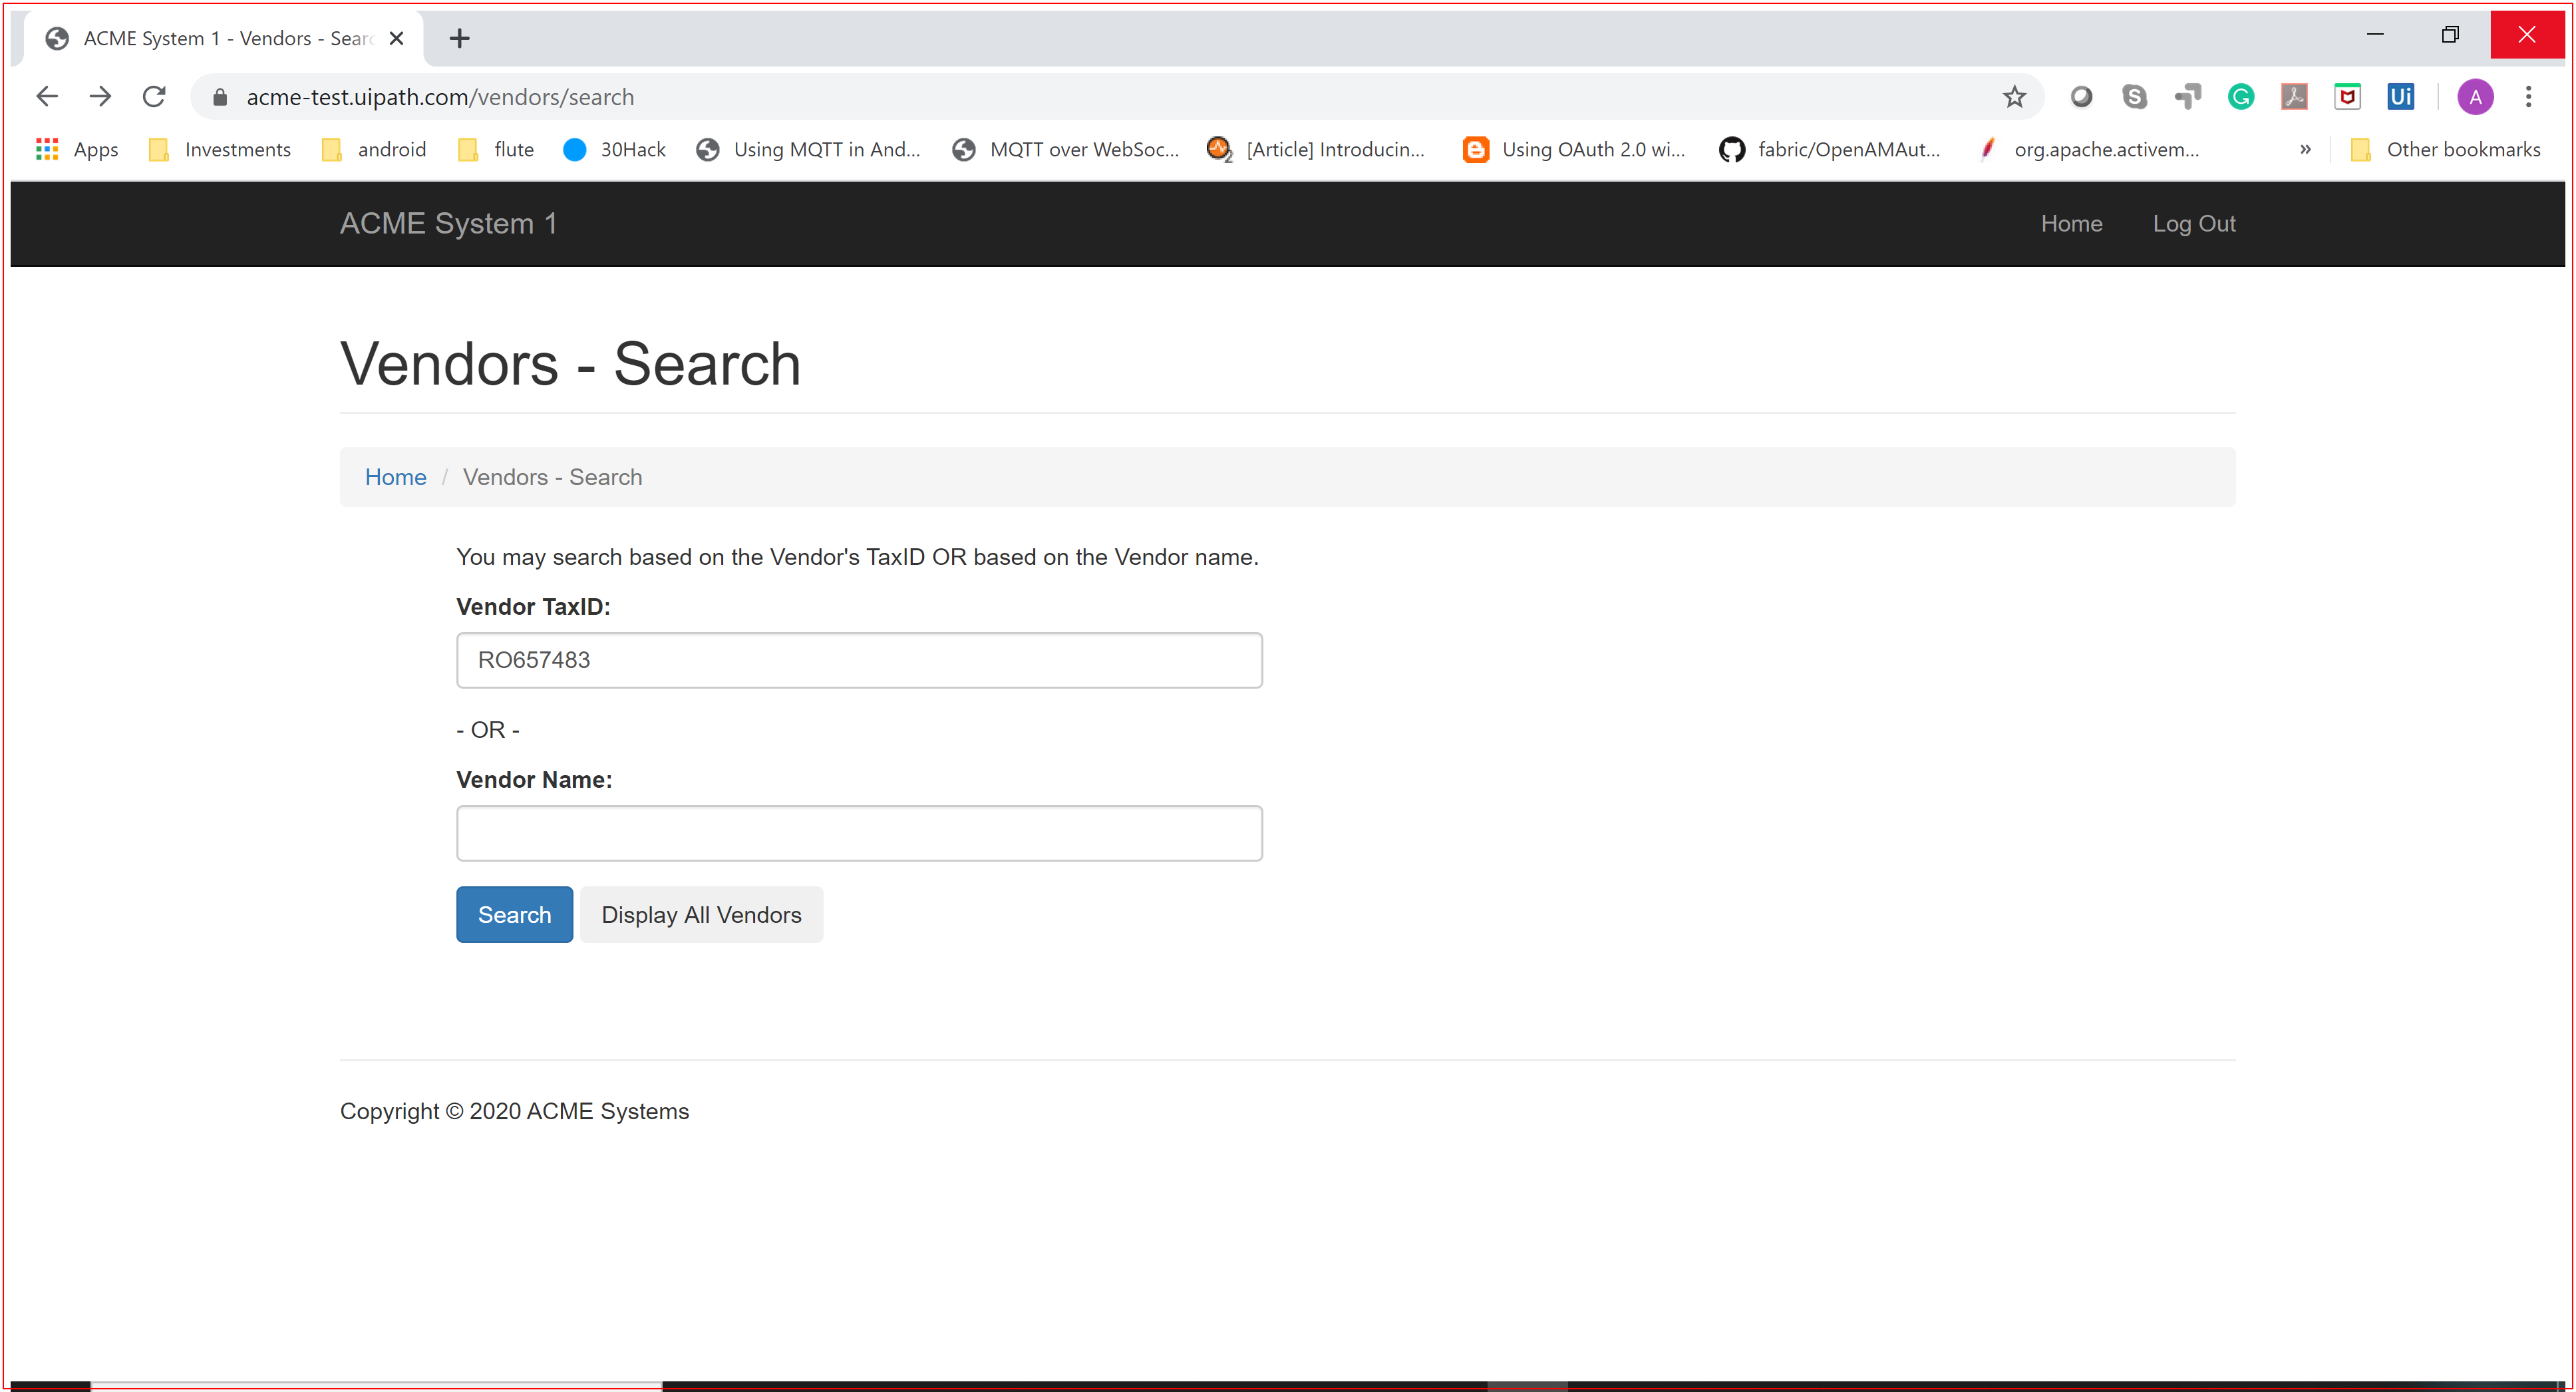 ACME System 1 - Vendors - Sear
acme-test.uipath.com/vendors/search
Apps Investments android flute 30Hack Using MQTT in And... MQTT over WebSoc... [Article] Introducin... Using OAuth 2.0 wi... fabric/OpenAMAut... org.apache.activem... » Other bookmarks
ACME System 1 Home Log Out
Vendors - Search
Home / Vendors - Search
You may search based on the Vendor's TaxID OR based on the Vendor name.
Vendor TaxID:
RO657483
- OR -
Vendor Name:
Search Display All Vendors
Copyright © 2020 ACME Systems